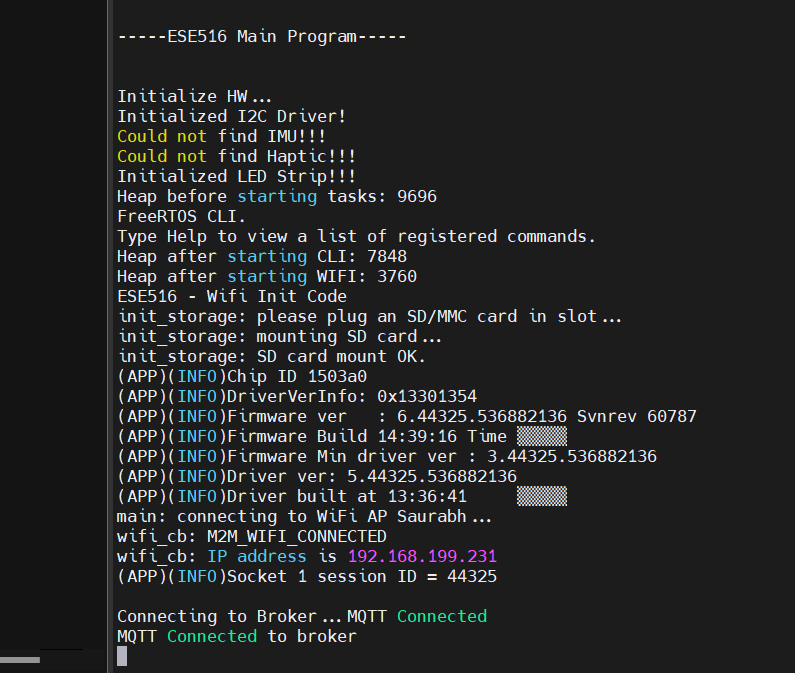 -----ESE516 Main Program-----
Initialize HW...
Initialized I2C Driver!
Could not find IMU!!!
Could not find Haptic!!!
Initialized LED Strip!!!
Heap before starting tasks: 9696
FreeRTOS CLI.
Type Help to view a list of registered commands.
Heap after starting CLI: 7848
Heap after starting WIFI: 3760
ESE516 - Wifi Init Code
init_storage: please plug an SD/MMC card in slot...
init_storage: mounting SD card...
init_storage: SD card mount OK.
(APP)(INFO)Chip ID 1503a0
(APP)(INFO)DriverVerInfo: 0x13301354
(APP)(INFO)Firmware ver   : 6.44325.536882136 Svnrev 60787
(APP)(INFO)Firmware Build 14:39:16 Time ▒▒▒▒▒
(APP)(INFO)Firmware Min driver ver : 3.44325.536882136
(APP)(INFO)Driver ver: 5.44325.536882136
(APP)(INFO)Driver built at 13:36:41     ▒▒▒▒▒
main: connecting to WiFi AP Saurabh...
wifi_cb: M2M_WIFI_CONNECTED
wifi_cb: IP address is 192.168.199.231
(APP)(INFO)Socket 1 session ID = 44325
Connecting to Broker...MQTT Connected
MQTT Connected to broker